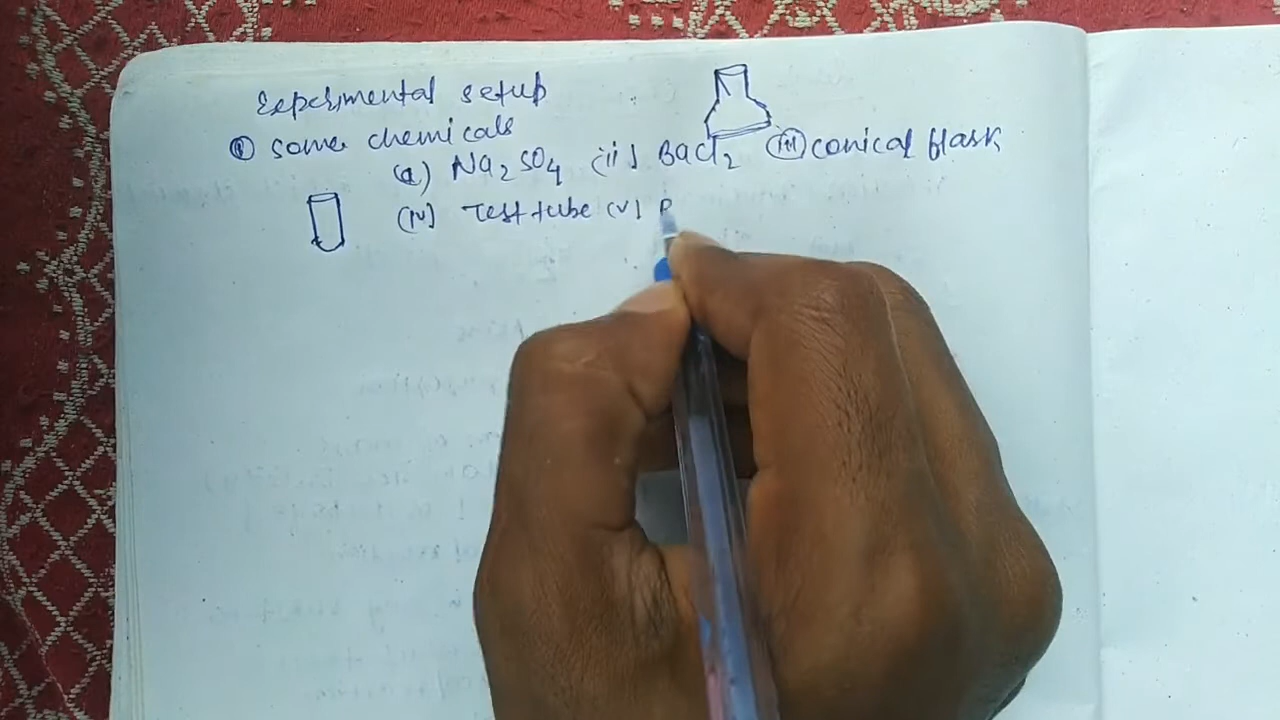 Experimental setup
① some chemicals
(a) Na2SO4 (ii) BaCl2 (iii) conical flask
(iv) Test tube (v)